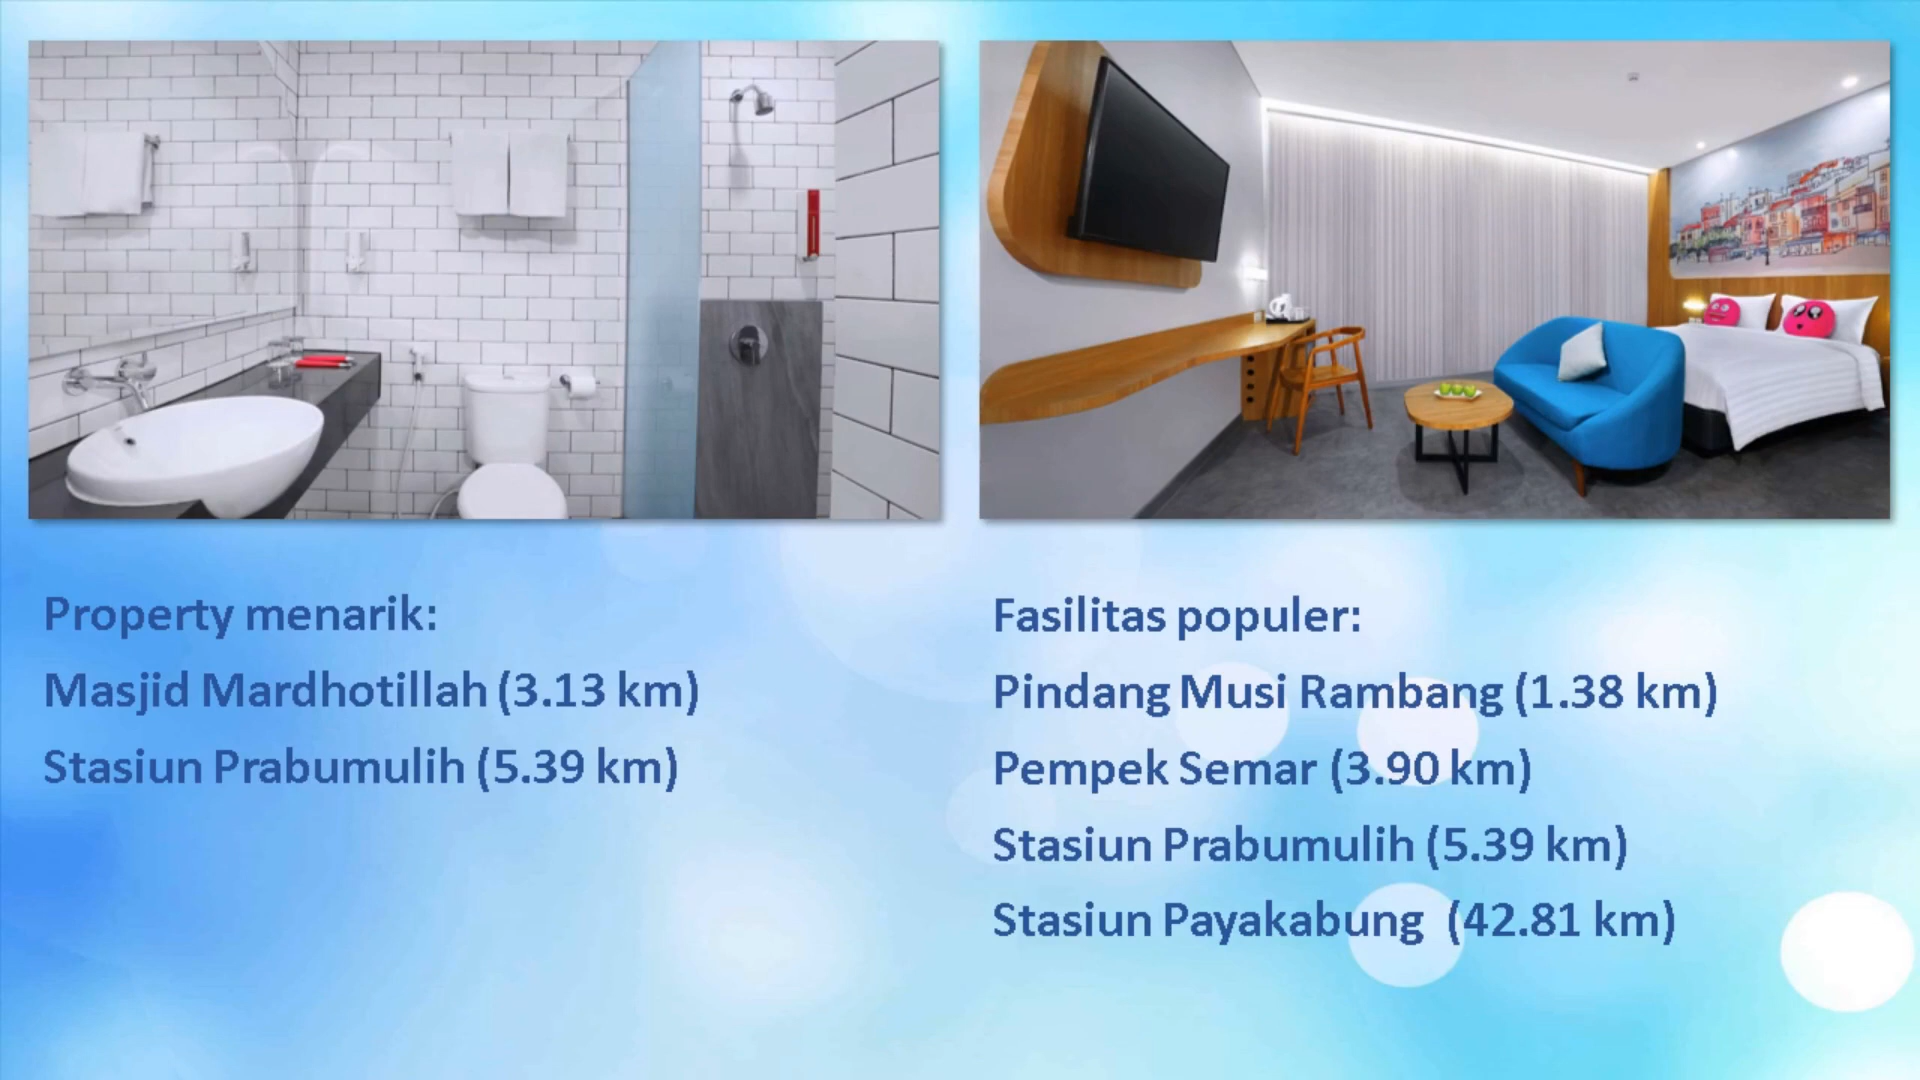 Property menarik:
Masjid Mardhotillah (3.13 km)
Stasiun Prabumulih (5.39 km)
Fasilitas populer:
Pindang Musi Rambang (1.38 km)
Pempek Semar (3.90 km)
Stasiun Prabumulih (5.39 km)
Stasiun Payakabung (42.81 km)